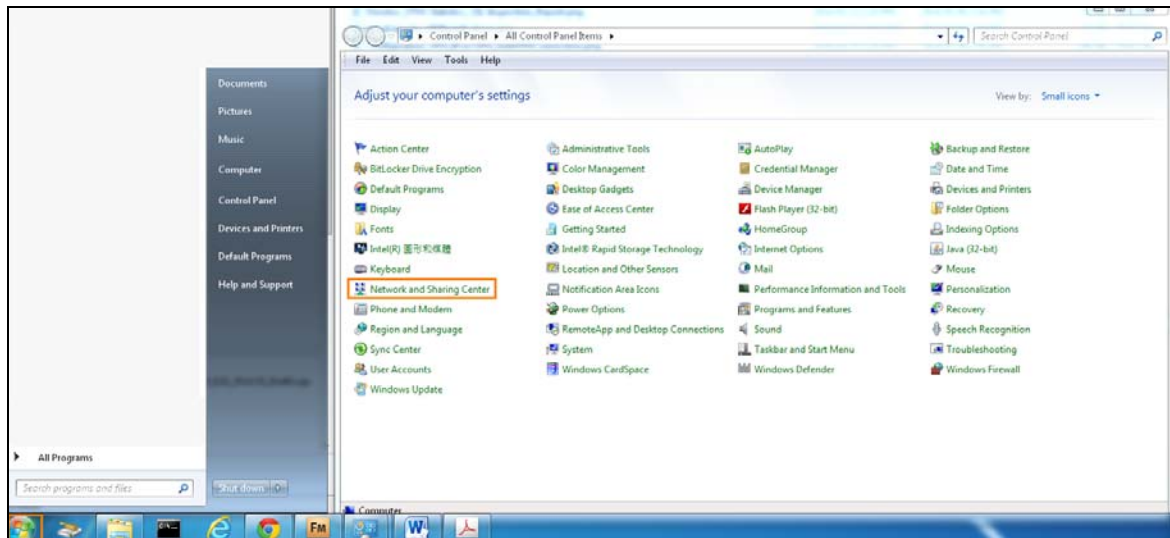 Control Panel ▸ All Control Panel Items ▸
Search Control Panel
File Edit View Tools Help
Adjust your computer's settings
View by: Small icons
Action Center
Administrative Tools
AutoPlay
Backup and Restore
BitLocker Drive Encryption
Color Management
Credential Manager
Date and Time
Default Programs
Desktop Gadgets
Device Manager
Devices and Printers
Display
Ease of Access Center
Flash Player (32-bit)
Folder Options
Fonts
Getting Started
HomeGroup
Indexing Options
Intel(R) 圖形和媒體
Intel® Rapid Storage Technology
Internet Options
Java (32-bit)
Keyboard
Location and Other Sensors
Mail
Mouse
Network and Sharing Center
Notification Area Icons
Performance Information and Tools
Personalization
Phone and Modem
Power Options
Programs and Features
Recovery
Region and Language
RemoteApp and Desktop Connections
Sound
Speech Recognition
Sync Center
System
Taskbar and Start Menu
Troubleshooting
User Accounts
Windows CardSpace
Windows Defender
Windows Firewall
Windows Update
Documents
Pictures
Music
Computer
Control Panel
Devices and Printers
Default Programs
Help and Support
All Programs
Search programs and files
Shut down
Computer
FM
W